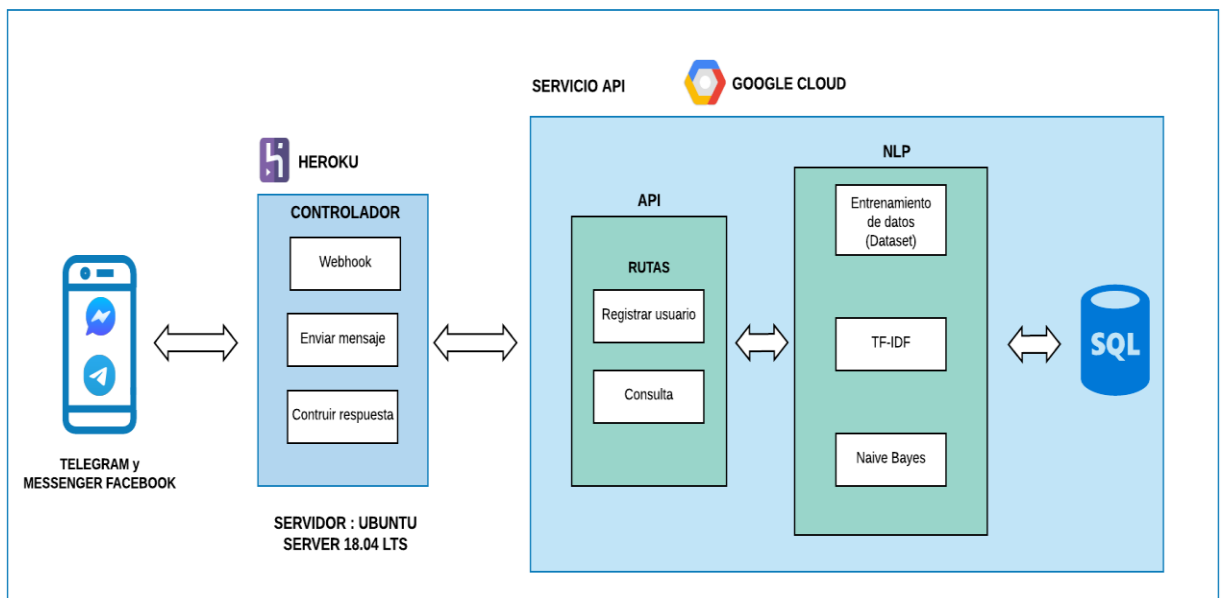 SERVICIO API
GOOGLE CLOUD
HEROKU
CONTROLADOR
Webhook
Enviar mensaje
Contruir respuesta
TELEGRAM y
MESSENGER FACEBOOK
SERVIDOR : UBUNTU
SERVER 18.04 LTS
API
RUTAS
Registrar usuario
Consulta
NLP
Entrenamiento
de datos
(Dataset)
TF-IDF
Naive Bayes
SQL